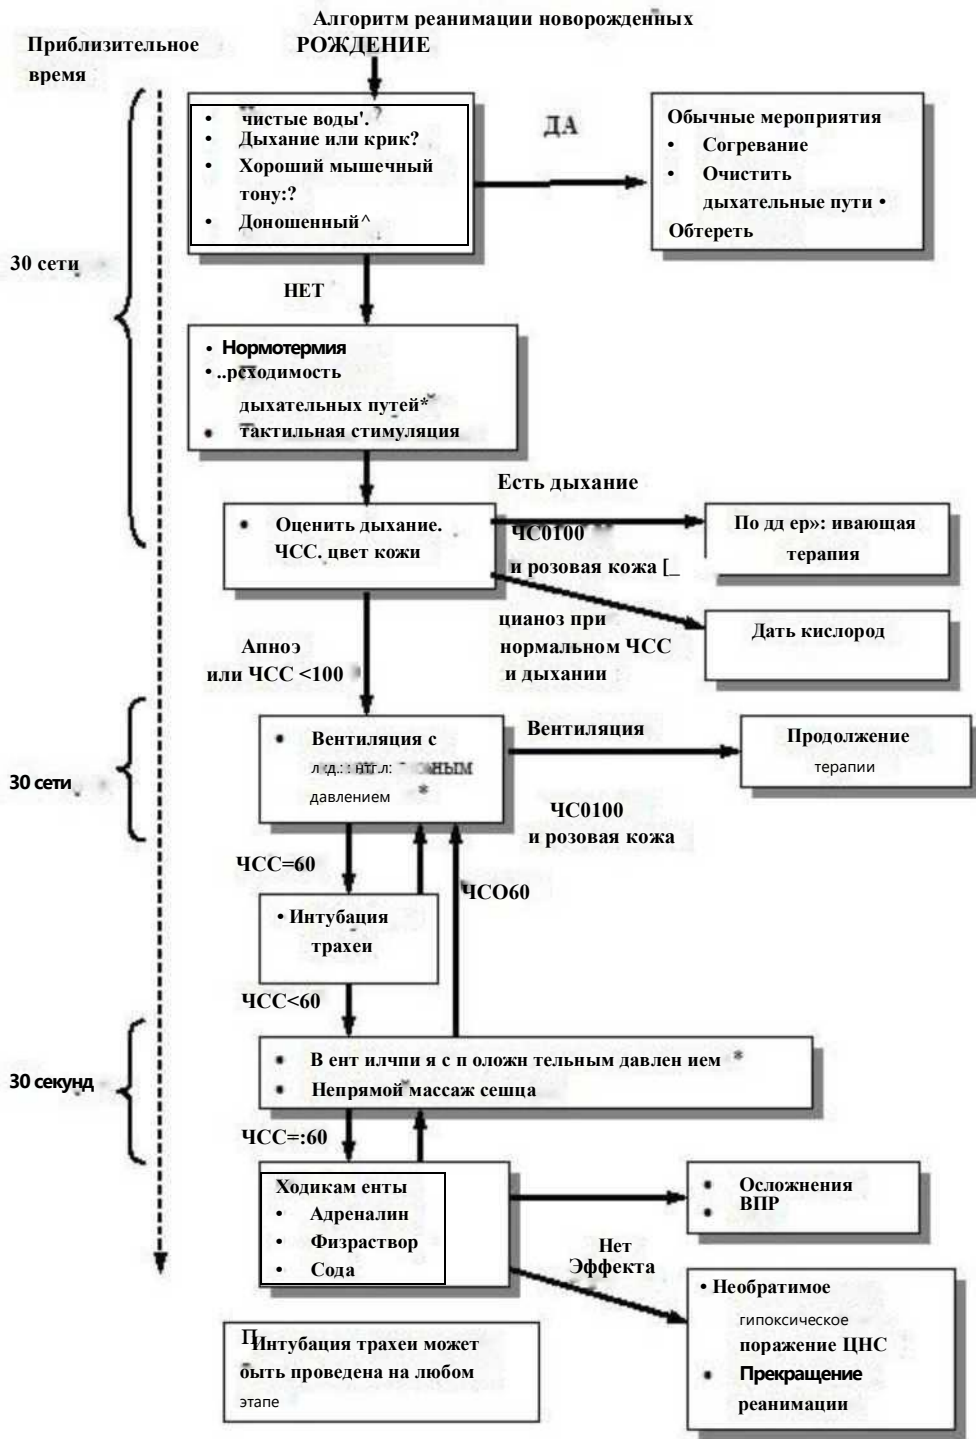 Алгоритм реанимации новорожденных
Приблизительное
время
РОЖДЕНИЕ
• чистые воды'. ?
• Дыхание или крик?
• Хороший мышечный
тону:?
• Доношенный^
ДА
Обычные мероприятия
• Согревание
• Очистить
дыхательные пути •
Обтереть
30 сети
НЕТ
• Нормотермия
• ..рсходимость
дыхательных путей*
• тактильная стимуляция
Есть дыхание
• Оценить дыхание.
ЧСС. цвет кожи
ЧС0100
и розовая кожа [_
По дд ер»: ивающая
терапия
цианоз при
нормальном ЧСС
и дыхании
Дать кислород
Апноэ
или ЧСС <100
30 сети
• Вентиляция с
давлением *
Вентиляция
ЧС0100
и розовая кожа
Продолжение
терапии
ЧСС=60
ЧСО60
• Интубация
трахеи
ЧСС<60
30 секунд
• В ент илчпи я с п оложн тельным давлен ием *
• Непрямой массаж сешца
ЧСС=:60
Ходикам енты
• Адреналин
• Физраствор
• Сода
• Осложнения
• ВПР
Нет
Эффекта
• Необратимое
гипоксическое
поражение ЦНС
• Прекращение
реанимации
Интубация трахеи может
быть проведена на любом
этапе